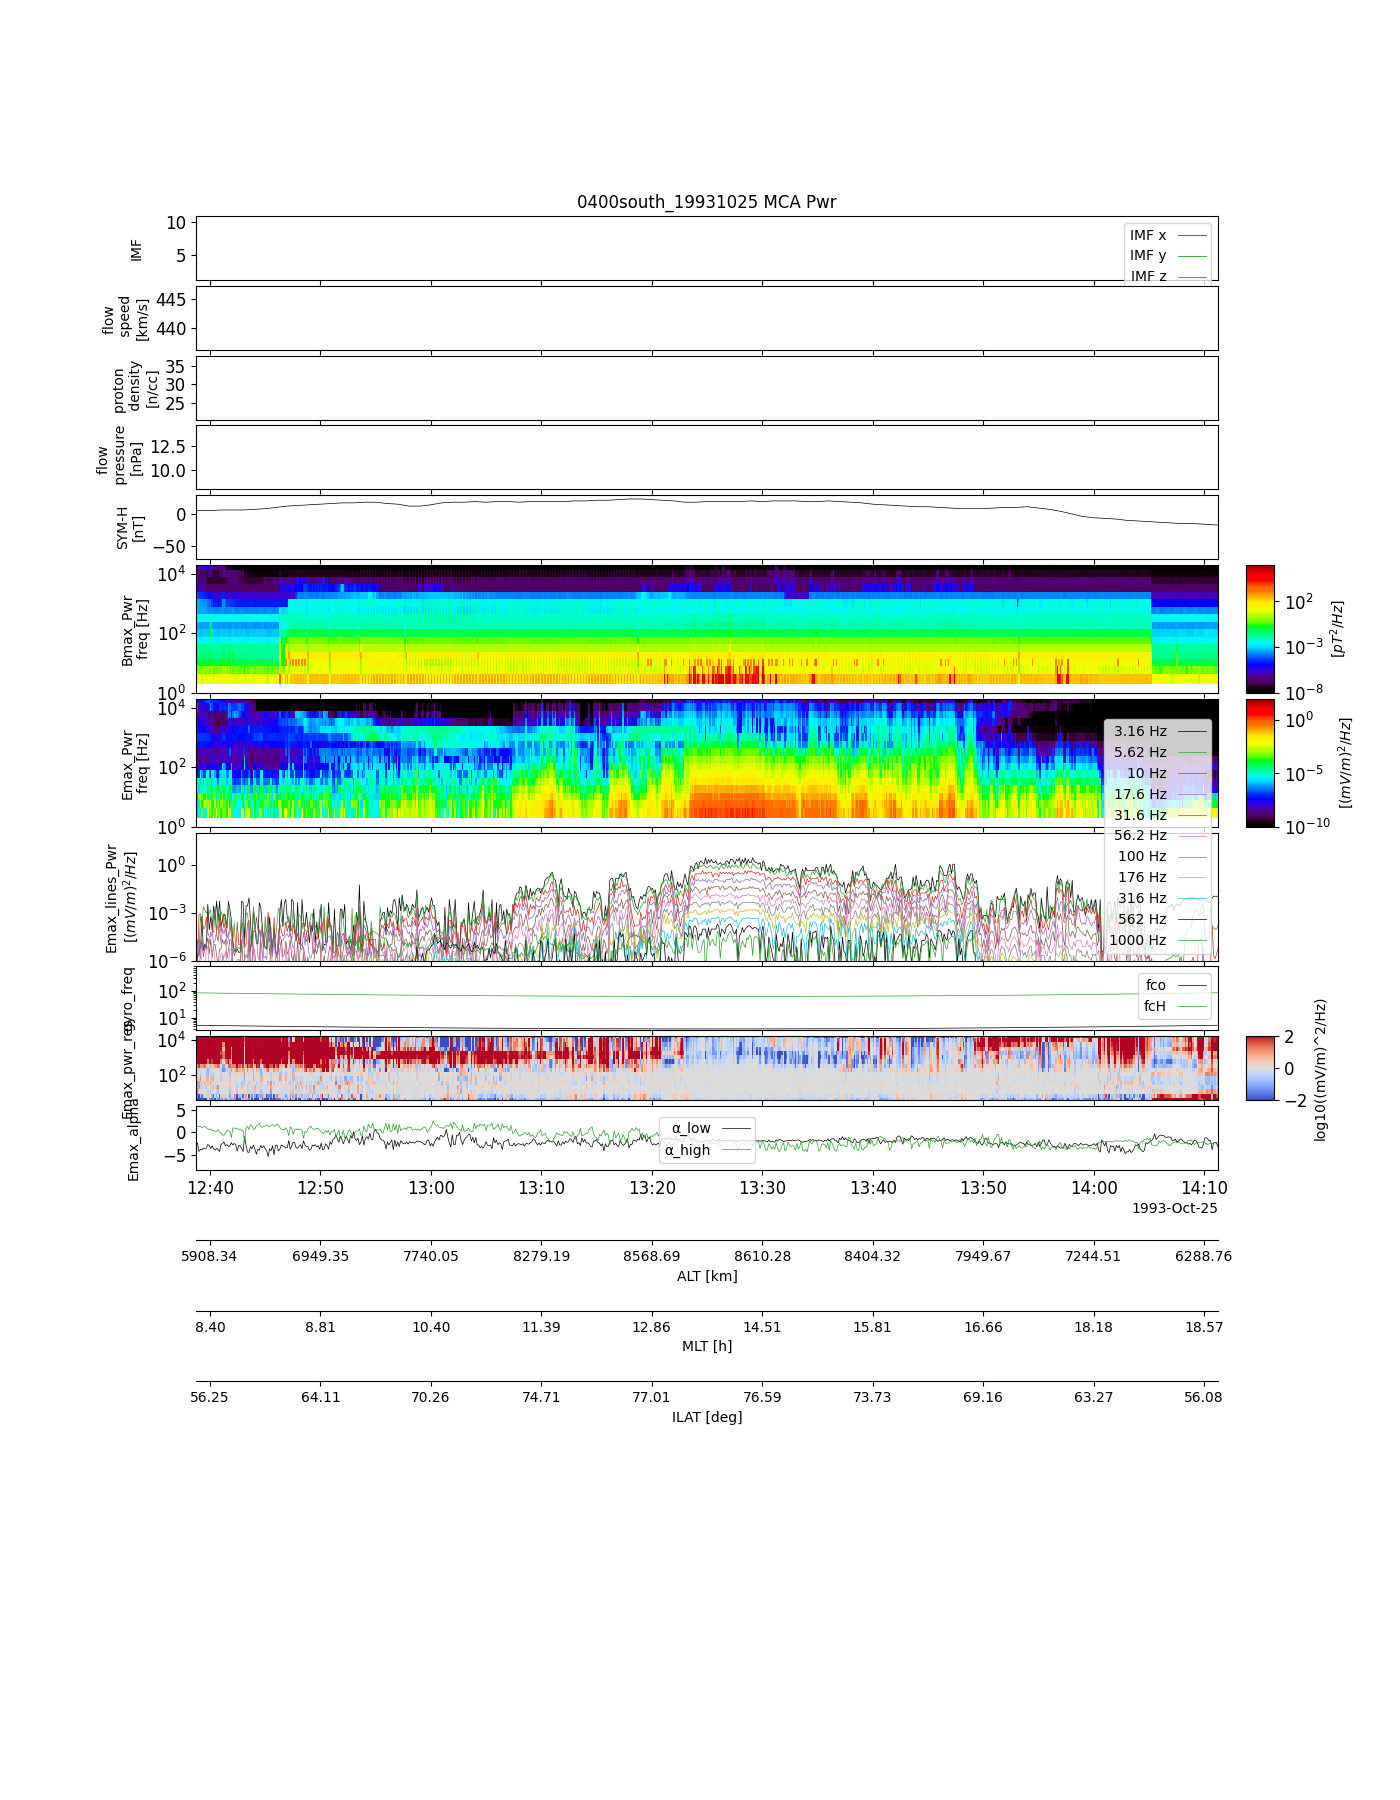 0400south_19931025 MCA Pwr
10
5
IMF
IMF x
IMF y
IMF z
445
440
flow
speed
[km/s]
35
30
25
proton
density
[n/cc]
12.5
10.0
flow
pressure
[nPa]
0
−50
SYM-H
[nT]
10^4
10^2
10^0
Bmax_Pwr
freq [Hz]
10^2
10^−3
10^−8
[pT^2/Hz]
10^4
10^2
10^0
Emax_Pwr
freq [Hz]
10^0
10^−5
10^−10
[(mV/m)^2/Hz]
3.16 Hz
5.62 Hz
10 Hz
17.6 Hz
31.6 Hz
56.2 Hz
100 Hz
176 Hz
316 Hz
562 Hz
1000 Hz
10^0
10^−3
10^−6
Emax_lines_Pwr
[(mV/m)^2/Hz]
10^2
10^1
gyro_freq
fco
fcH
10^4
10^2
Emax_pwr_reg
2
0
−2
log10((mV/m)^2/Hz)
5
0
−5
Emax_alpha
α_low
α_high
12:40 12:50 13:00 13:10 13:20 13:30 13:40 13:50 14:00 14:10
1993-Oct-25
5908.34 6949.35 7740.05 8279.19 8568.69 8610.28 8404.32 7949.67 7244.51 6288.76
ALT [km]
8.40 8.81 10.40 11.39 12.86 14.51 15.81 16.66 18.18 18.57
MLT [h]
56.25 64.11 70.26 74.71 77.01 76.59 73.73 69.16 63.27 56.08
ILAT [deg]